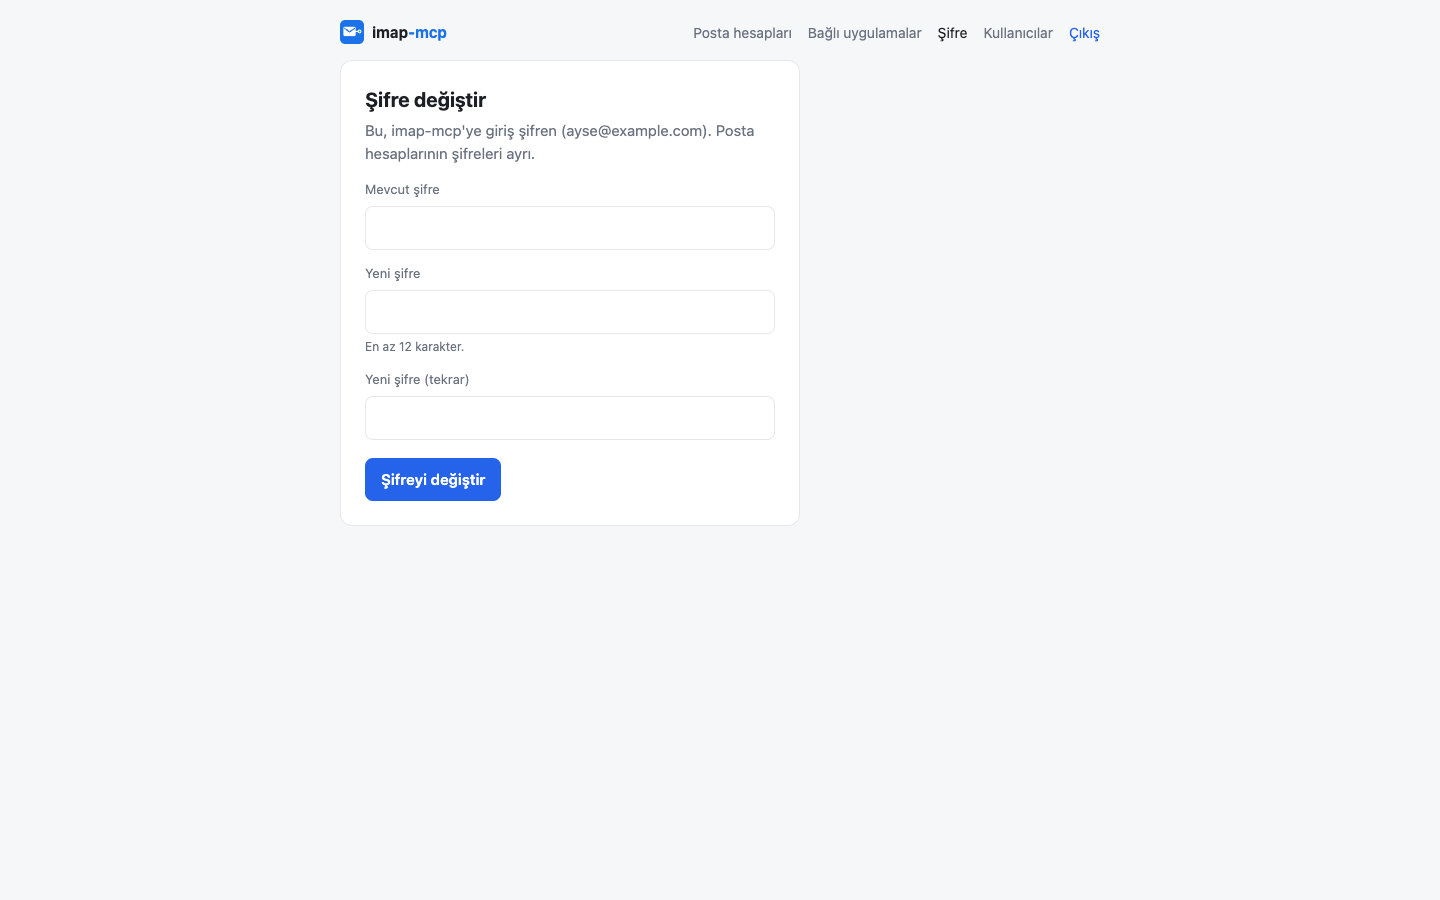 imap-mcp
Posta hesapları
Bağlı uygulamalar
Şifre
Kullanıcılar
Çıkış
Şifre değiştir
Bu, imap-mcp'ye giriş şifren (ayse@example.com). Posta
hesaplarının şifreleri ayrı.
Mevcut şifre
Yeni şifre
En az 12 karakter.
Yeni şifre (tekrar)
Şifreyi değiştir